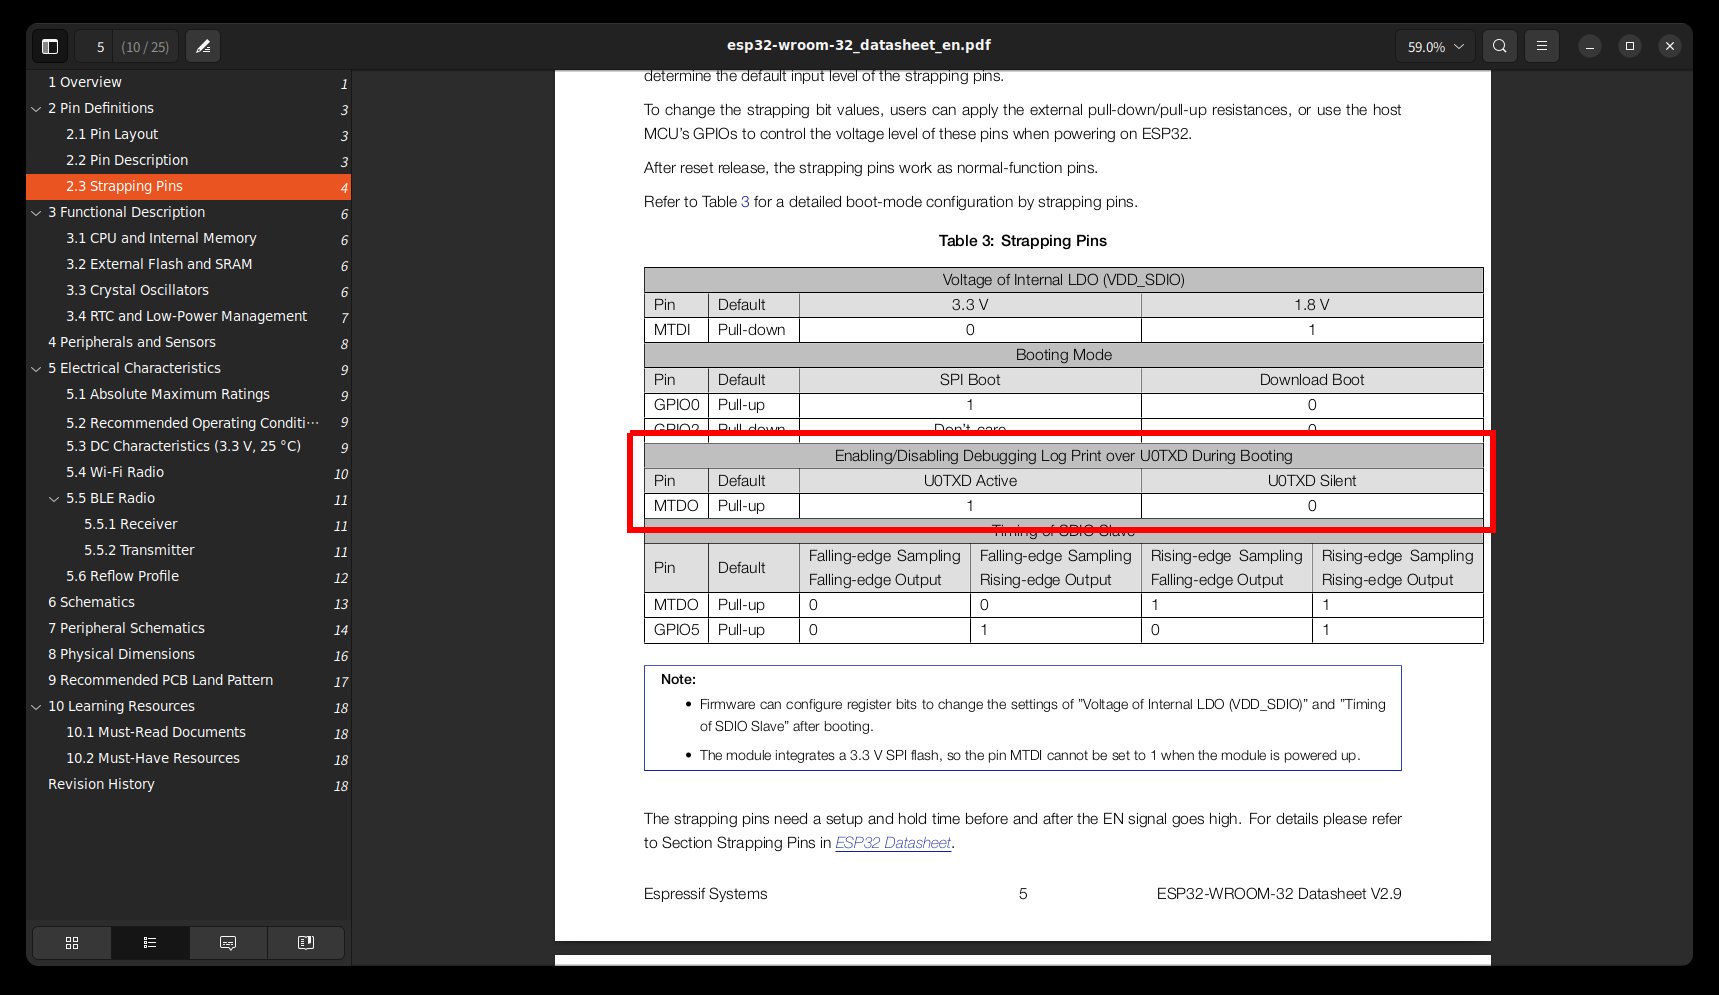 5 (10 / 25)
esp32-wroom-32_datasheet_en.pdf
59.0%
1 Overview 1
2 Pin Definitions 3
2.1 Pin Layout 3
2.2 Pin Description 3
2.3 Strapping Pins 4
3 Functional Description 6
3.1 CPU and Internal Memory 6
3.2 External Flash and SRAM 6
3.3 Crystal Oscillators 6
3.4 RTC and Low-Power Management 7
4 Peripherals and Sensors 8
5 Electrical Characteristics 9
5.1 Absolute Maximum Ratings 9
5.2 Recommended Operating Conditi⋯ 9
5.3 DC Characteristics (3.3 V, 25 °C) 9
5.4 Wi-Fi Radio 10
5.5 BLE Radio 11
5.5.1 Receiver 11
5.5.2 Transmitter 11
5.6 Reflow Profile 12
6 Schematics 13
7 Peripheral Schematics 14
8 Physical Dimensions 16
9 Recommended PCB Land Pattern 17
10 Learning Resources 18
10.1 Must-Read Documents 18
10.2 Must-Have Resources 18
Revision History 18
determine the default input level of the strapping pins.
To change the strapping bit values, users can apply the external pull-down/pull-up resistances, or use the host
MCU's GPIOs to control the voltage level of these pins when powering on ESP32.
After reset release, the strapping pins work as normal-function pins.
Refer to Table 3 for a detailed boot-mode configuration by strapping pins.
Table 3: Strapping Pins
Voltage of Internal LDO (VDD_SDIO)
Pin Default 3.3 V 1.8 V
MTDI Pull-down 0 1
Booting Mode
Pin Default SPI Boot Download Boot
GPIO0 Pull-up 1 0
GPIO2 Pull-down Don't-care 0
Enabling/Disabling Debugging Log Print over U0TXD During Booting
Pin Default U0TXD Active U0TXD Silent
MTDO Pull-up 1 0
Timing of SDIO Slave
Pin Default Falling-edge Sampling Falling-edge Sampling Rising-edge Sampling Rising-edge Sampling
Falling-edge Output Rising-edge Output Falling-edge Output Rising-edge Output
MTDO Pull-up 0 0 1 1
GPIO5 Pull-up 0 1 0 1
Note:
• Firmware can configure register bits to change the settings of ”Voltage of Internal LDO (VDD_SDIO)” and ”Timing
of SDIO Slave” after booting.
• The module integrates a 3.3 V SPI flash, so the pin MTDI cannot be set to 1 when the module is powered up.
The strapping pins need a setup and hold time before and after the EN signal goes high. For details please refer
to Section Strapping Pins in ESP32 Datasheet.
Espressif Systems 5 ESP32-WROOM-32 Datasheet V2.9